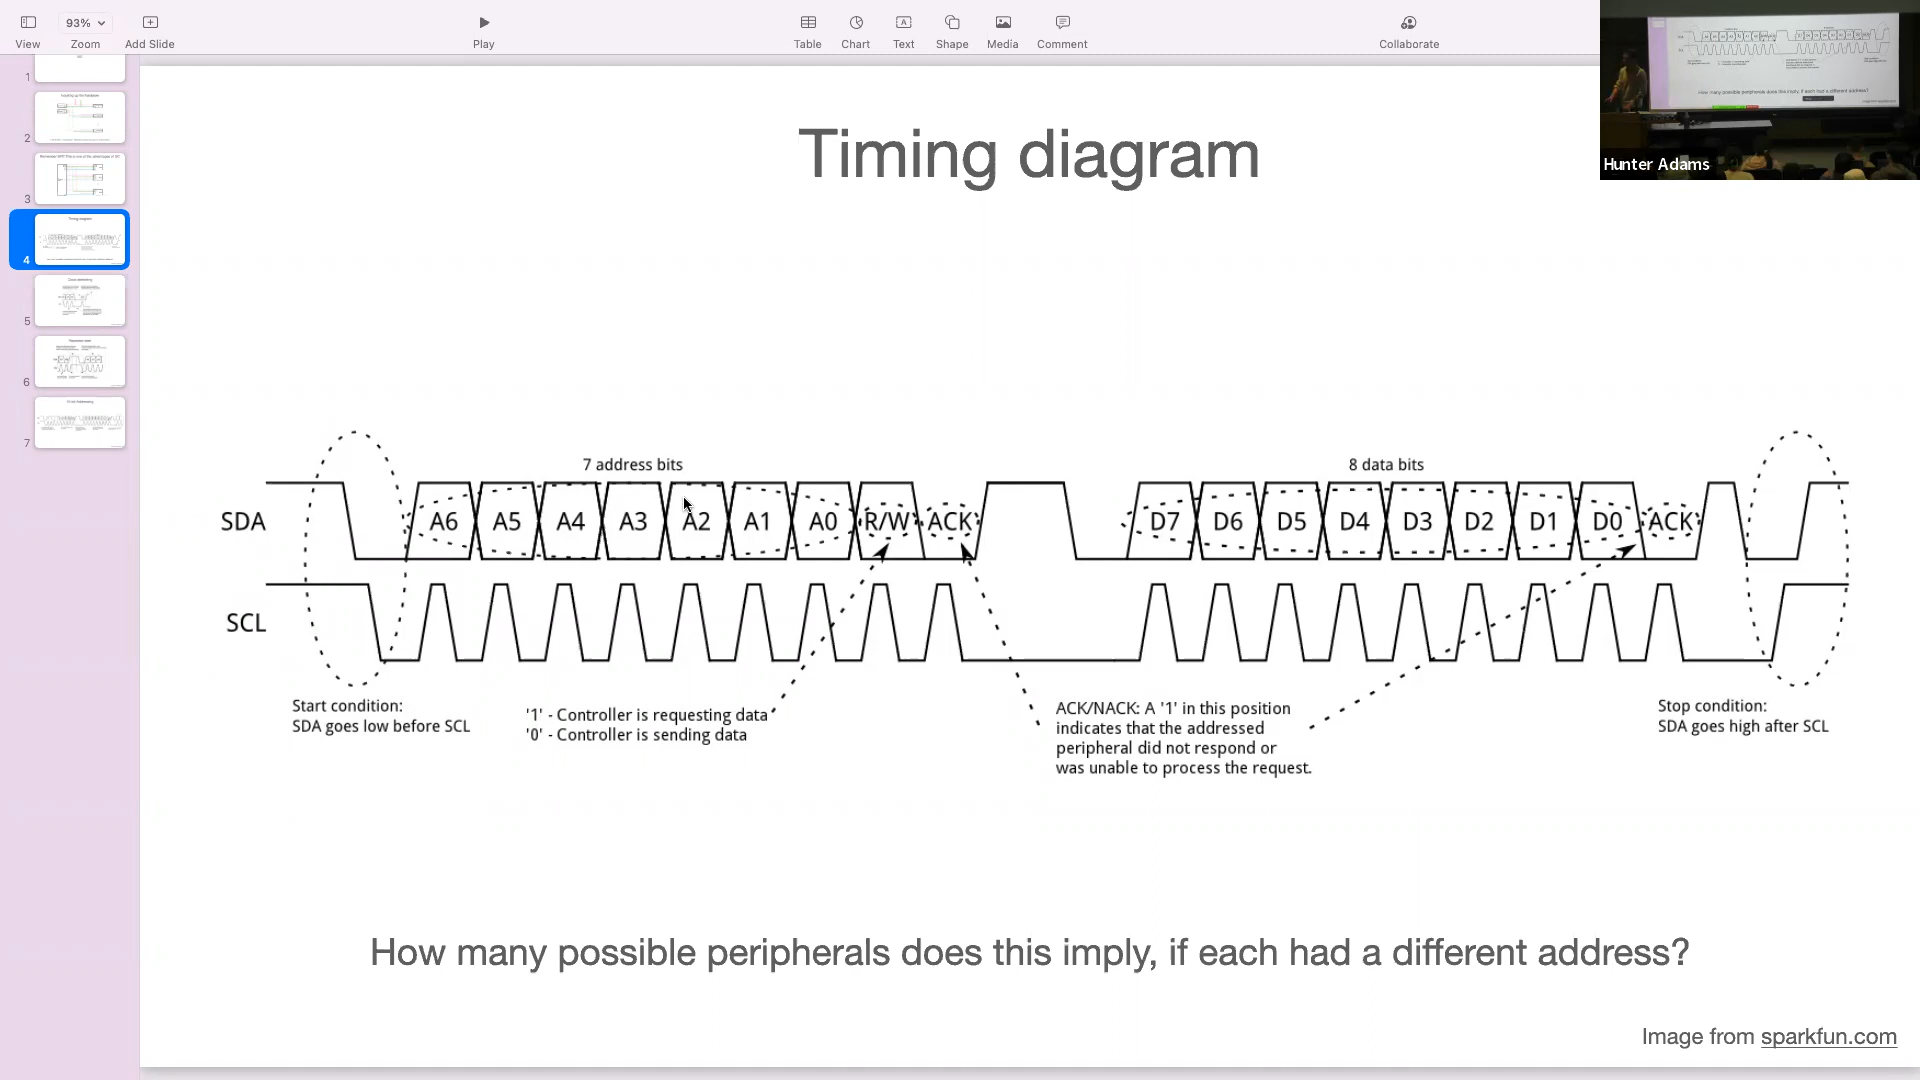 View
93%
Zoom
Add Slide
Play
Table
Chart
Text
Shape
Media
Comment
Collaborate
Hunter Adams
1
2
3
4
5
6
7
Timing diagram
7 address bits
8 data bits
SDA
A6 A5 A4 A3 A2 A1 A0 R/W ACK
D7 D6 D5 D4 D3 D2 D1 D0 ACK
SCL
Start condition:
SDA goes low before SCL
'1' - Controller is requesting data
'0' - Controller is sending data
ACK/NACK: A '1' in this position
indicates that the addressed
peripheral did not respond or
was unable to process the request.
Stop condition:
SDA goes high after SCL
How many possible peripherals does this imply, if each had a different address?
Image from sparkfun.com